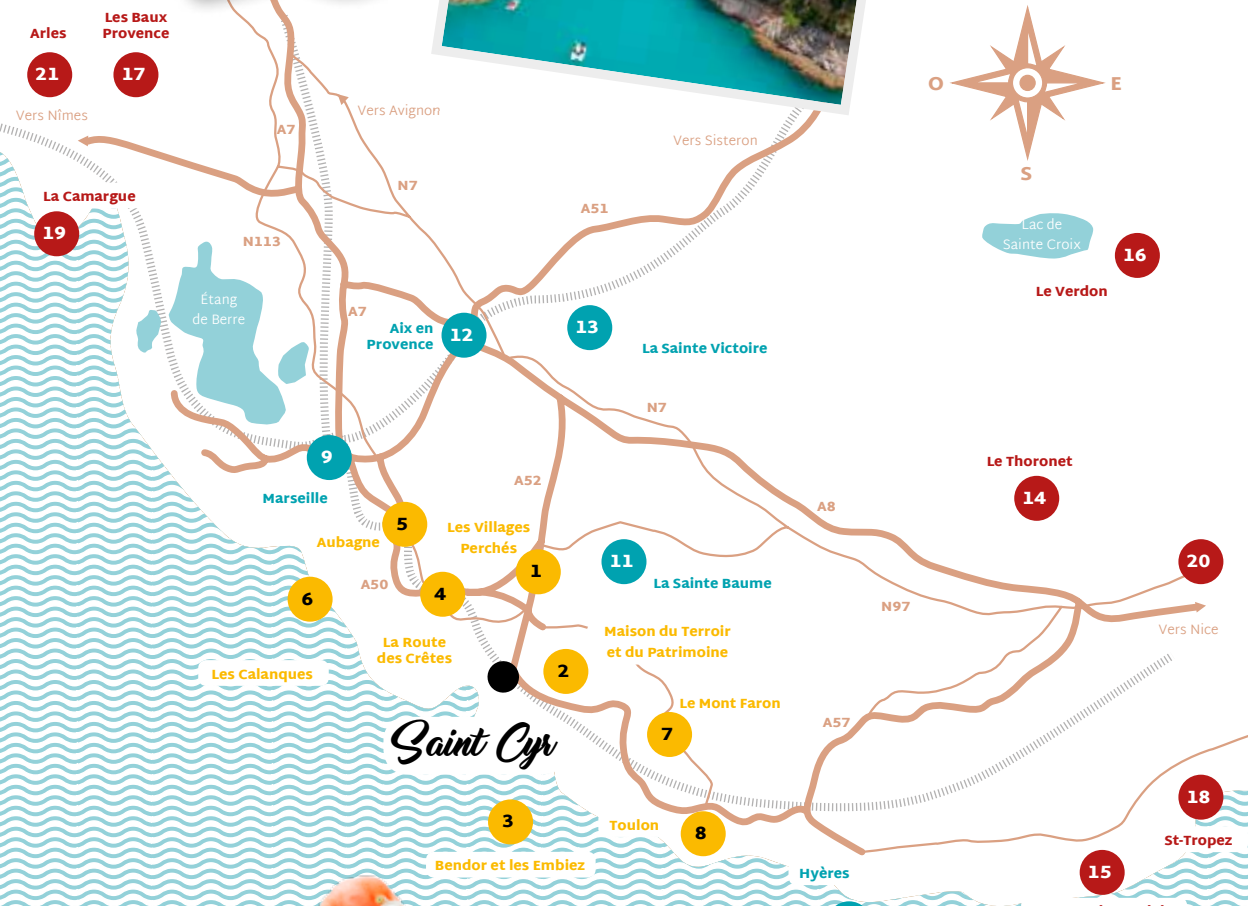 Les Baux
Provence
Arles
21
17
Vers Nîmes
Vers Avignon
A7
O
E
S
Vers Sisteron
N7
La Camargue
19
A51
N113
Lac de
Sainte Croix
16
Le Verdon
Étang
de Berre
A7
Aix en
Provence
12
13
La Sainte Victoire
N7
9
Marseille
A52
Le Thoronet
14
A8
5
Aubagne
Les Villages
Perchés
1
11
La Sainte Baume
20
A50
4
6
N97
Vers Nice
La Route
des Crêtes
Maison du Terroir
et du Patrimoine
Les Calanques
2
Le Mont Faron
7
A57
Saint Cyr
3
Toulon
8
18
St-Tropez
Bendor et les Embiez
Hyères
15